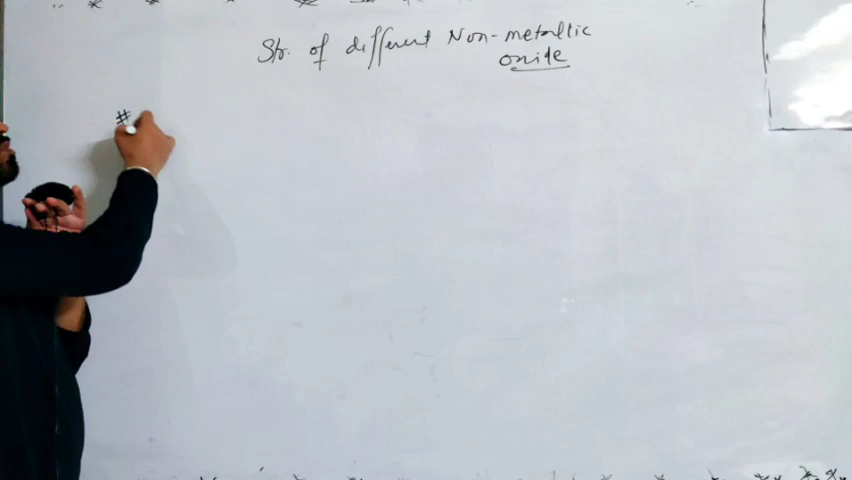 Str. of different Non-metallic
oxide
#